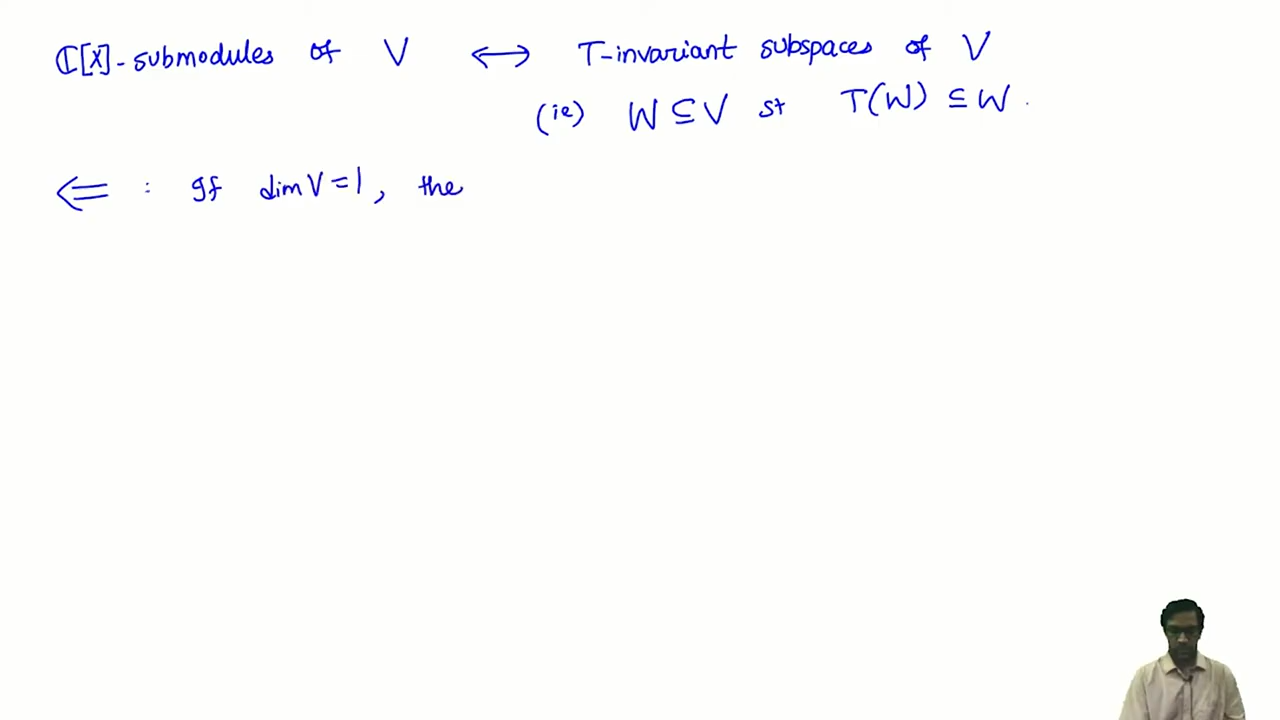 ℂ[X]-submodules of V ⟷ T-invariant subspaces of V
(ie) W ⊆ V st T(W) ⊆ W .
⟸ : If dim V = 1, the